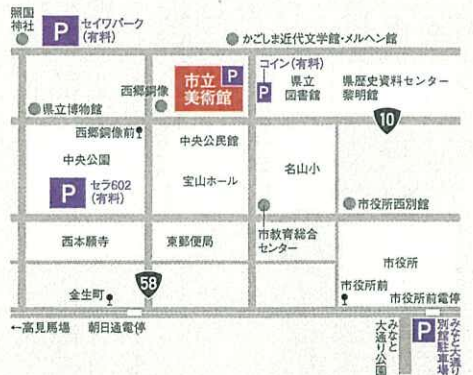 照国
神社
P
セイワパーク
(有料)
かごしま近代文学館・メルヘン館
西郷銅像
市立
美術館
P
コイン(有料)
P
県立
図書館
県歴史資料センター
黎明館
県立博物館
10
西郷銅像前
中央公民館
中央公園
名山小
P
セラ602
(有料)
宝山ホール
市役所西別館
西本願寺
東郵便局
市教育総合
センター
市役所
58
金生町
市役所前
市役所前電停
←高見馬場
朝日通電停
みなと
大通り公園
P
みなと大通り
別館駐車場